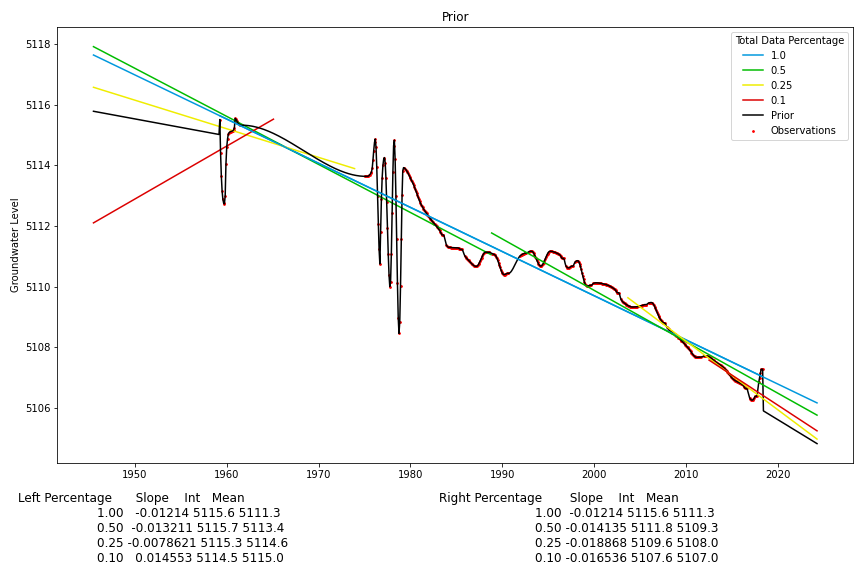 Prior
Total Data Percentage
1.0
0.5
0.25
0.1
Prior
Observations
Groundwater Level
5118
5116
5114
5112
5110
5108
5106
1950
1960
1970
1980
1990
2000
2010
2020
Left Percentage Slope Int Mean
1.00 -0.01214 5115.6 5111.3
0.50 -0.013211 5115.7 5113.4
0.25 -0.0078621 5115.3 5114.6
0.10 0.014553 5114.5 5115.0
Right Percentage Slope Int Mean
1.00 -0.01214 5115.6 5111.3
0.50 -0.014135 5111.8 5109.3
0.25 -0.018868 5109.6 5108.0
0.10 -0.016536 5107.6 5107.0